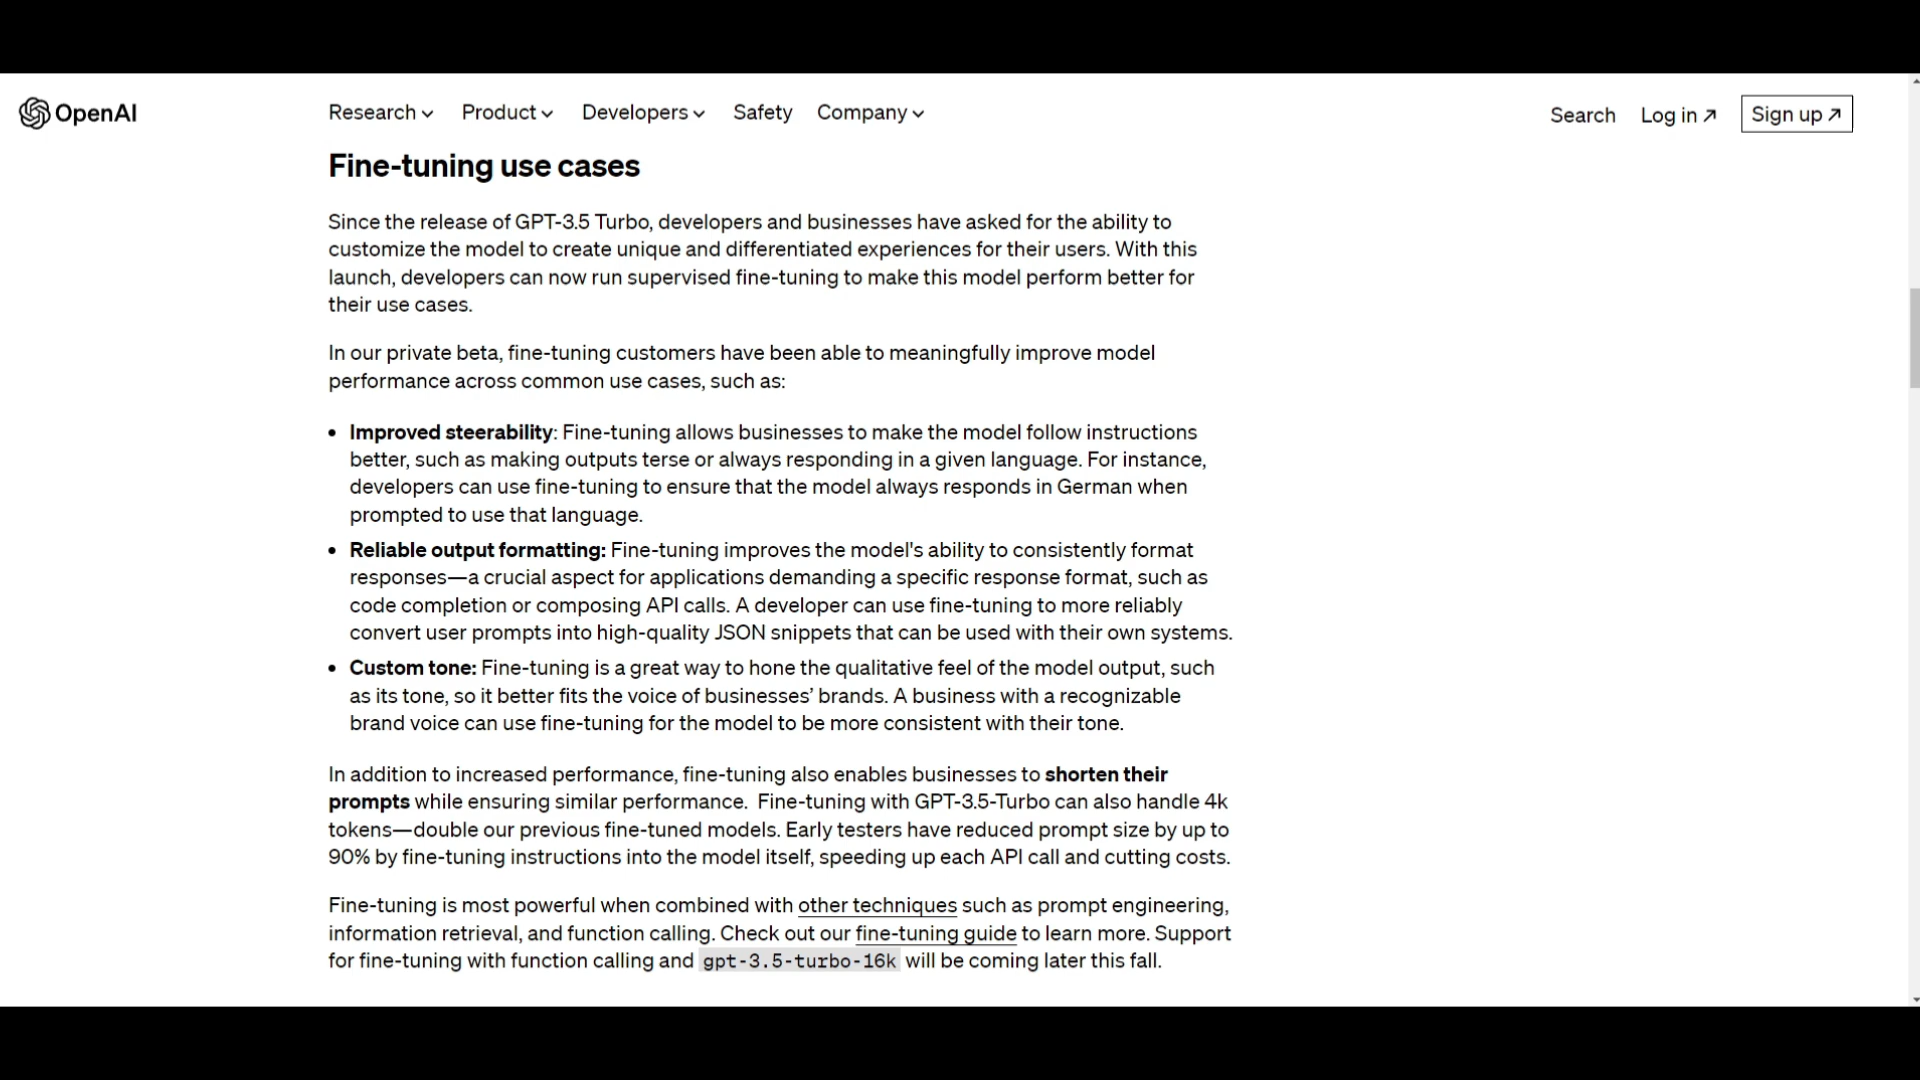 OpenAI
Research Product Developers Safety Company
Search Log in ↗ Sign up ↗
Fine-tuning use cases
Since the release of GPT-3.5 Turbo, developers and businesses have asked for the ability to
customize the model to create unique and differentiated experiences for their users. With this
launch, developers can now run supervised fine-tuning to make this model perform better for
their use cases.
In our private beta, fine-tuning customers have been able to meaningfully improve model
performance across common use cases, such as:
• Improved steerability: Fine-tuning allows businesses to make the model follow instructions
better, such as making outputs terse or always responding in a given language. For instance,
developers can use fine-tuning to ensure that the model always responds in German when
prompted to use that language.
• Reliable output formatting: Fine-tuning improves the model's ability to consistently format
responses—a crucial aspect for applications demanding a specific response format, such as
code completion or composing API calls. A developer can use fine-tuning to more reliably
convert user prompts into high-quality JSON snippets that can be used with their own systems.
• Custom tone: Fine-tuning is a great way to hone the qualitative feel of the model output, such
as its tone, so it better fits the voice of businesses’ brands. A business with a recognizable
brand voice can use fine-tuning for the model to be more consistent with their tone.
In addition to increased performance, fine-tuning also enables businesses to shorten their
prompts while ensuring similar performance.  Fine-tuning with GPT-3.5-Turbo can also handle 4k
tokens—double our previous fine-tuned models. Early testers have reduced prompt size by up to
90% by fine-tuning instructions into the model itself, speeding up each API call and cutting costs.
Fine-tuning is most powerful when combined with other techniques such as prompt engineering,
information retrieval, and function calling. Check out our fine-tuning guide to learn more. Support
for fine-tuning with function calling and gpt-3.5-turbo-16k will be coming later this fall.